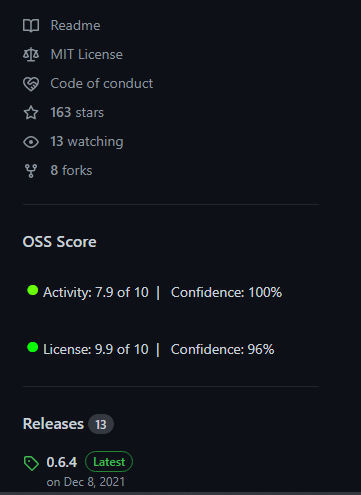 Readme
MIT License
Code of conduct
163 stars
13 watching
8 forks
OSS Score
Activity: 7.9 of 10 | Confidence: 100%
License: 9.9 of 10 | Confidence: 96%
Releases 13
0.6.4 Latest
on Dec 8, 2021